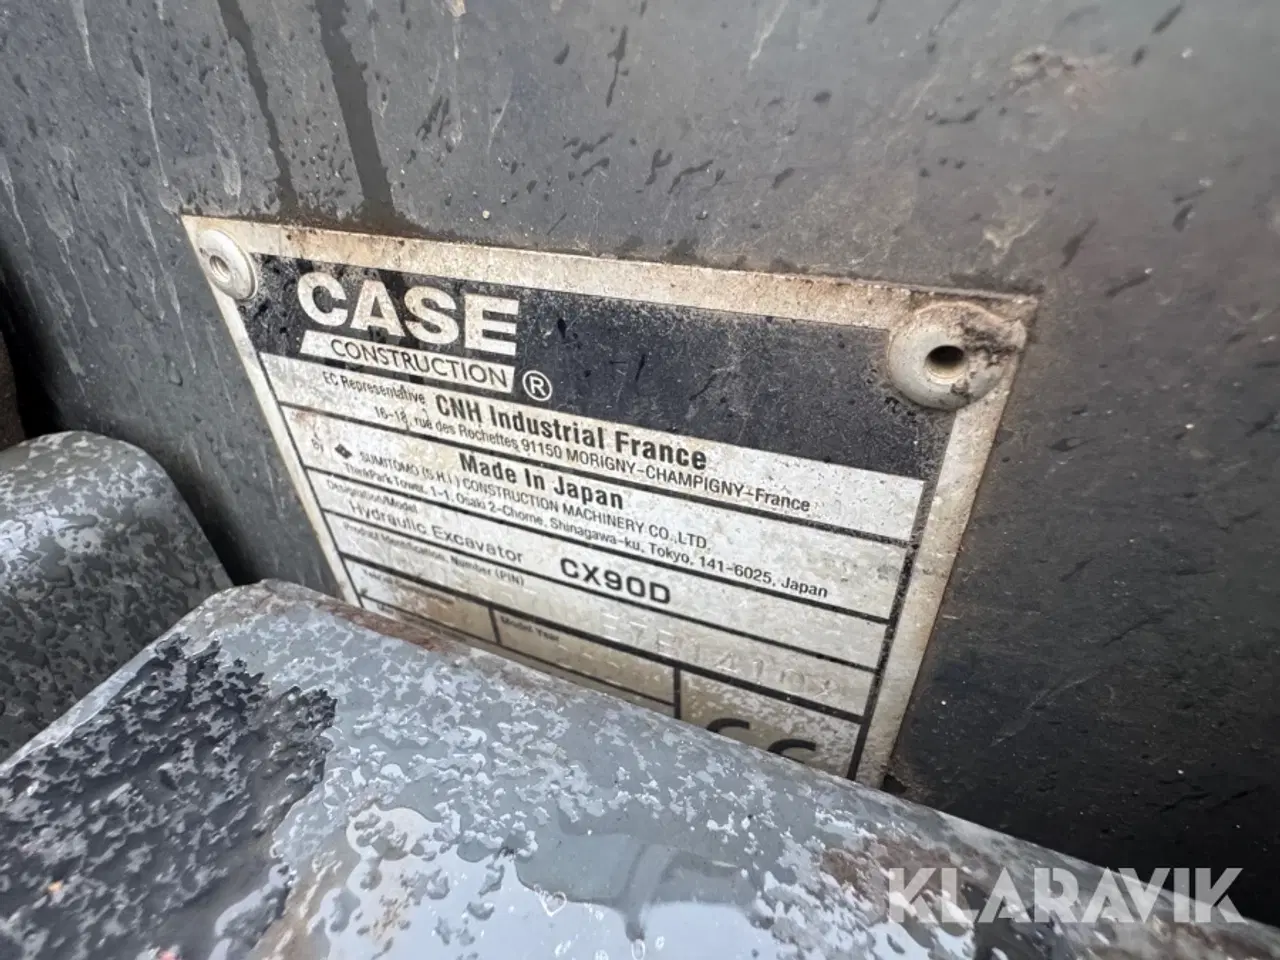 CASE
CONSTRUCTION ®
EC Representative CNH Industrial France
16-18, rue des Rochettes 91150 MORIGNY-CHAMPIGNY-France
Made In Japan
By SUMITOMO (S.H.I.) CONSTRUCTION MACHINERY CO.,LTD.
ThinkPark Tower, 1-1, Osaki 2-Chome, Shinagawa-ku, Tokyo, 141-6025, Japan
Designation/Model
Hydraulic Excavator CX90D
Product Identification Number (PIN)
Model Year
CE
KLARAVIK